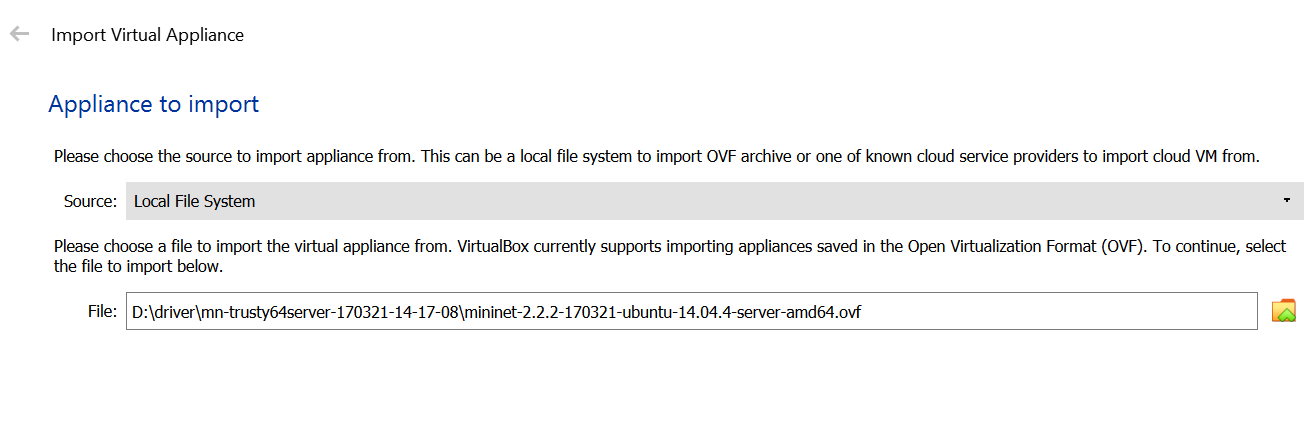 Import Virtual Appliance
Appliance to import
Please choose the source to import appliance from. This can be a local file system to import OVF archive or one of known cloud service providers to import cloud VM from.
Source: Local File System
Please choose a file to import the virtual appliance from. VirtualBox currently supports importing appliances saved in the Open Virtualization Format (OVF). To continue, select
the file to import below.
File: D:\driver\mn-trusty64server-170321-14-17-08\mininet-2.2.2-170321-ubuntu-14.04.4-server-amd64.ovf